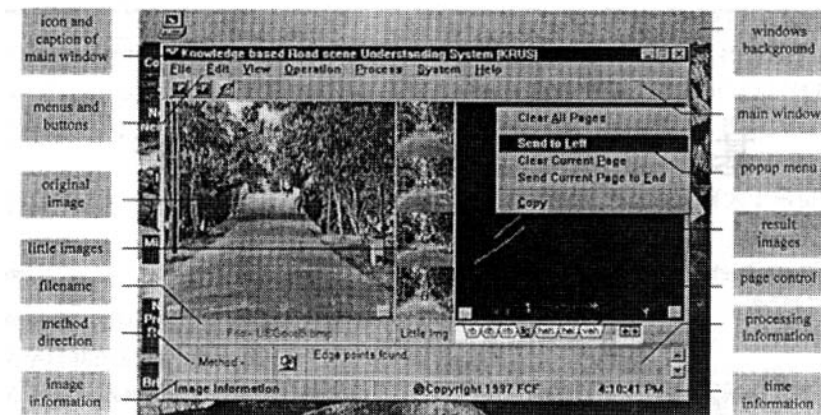 icon and
caption of
main window
menus and
buttons
original
image
little images
filename
method
direction
image
information
Knowledge based Road scene Understanding System [KRUS]
File Edit View Operation Process System Help
Clear All Pages
Send to Left
Clear Current Page
Send Current Page to End
Copy
Little Img
Method -
Edge points found.
Image Information
©Copyright 1997 FCF
4:10:41 PM
windows
background
main window
popup menu
result
images
page control
processing
information
time
information